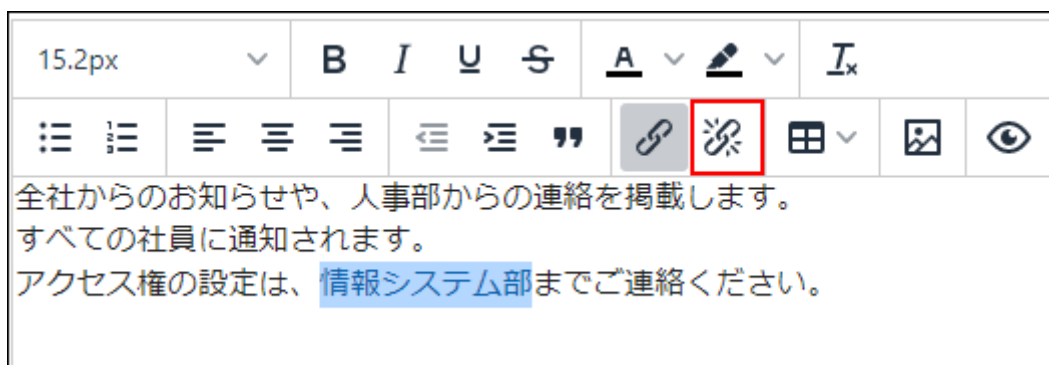 15.2px B I U S A Tx
全社からのお知らせや、人事部からの連絡を掲載します。
すべての社員に通知されます。
アクセス権の設定は、情報システム部までご連絡ください。